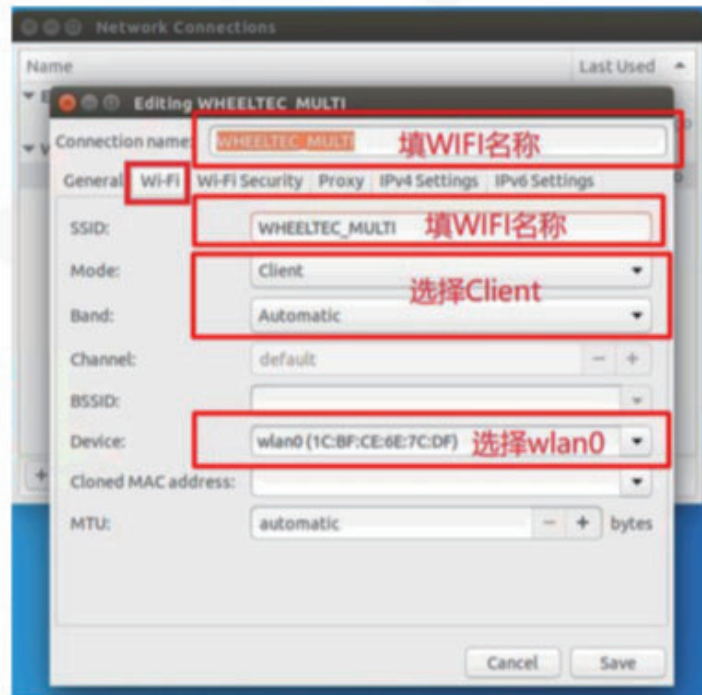 Network Connections
Name Last Used
Editing WHEELTEC_MULTI
Connection name: WHEELTEC_MULTI 填WIFI名称
General Wi-Fi Wi-Fi Security Proxy IPv4 Settings IPv6 Settings
SSID: WHEELTEC_MULTI 填WIFI名称
Mode: Client
选择Client
Band: Automatic
Channel: default
BSSID:
Device: wlan0 (1C:BF:CE:6E:7C:DF) 选择wlan0
Cloned MAC address:
MTU: automatic bytes
Cancel Save